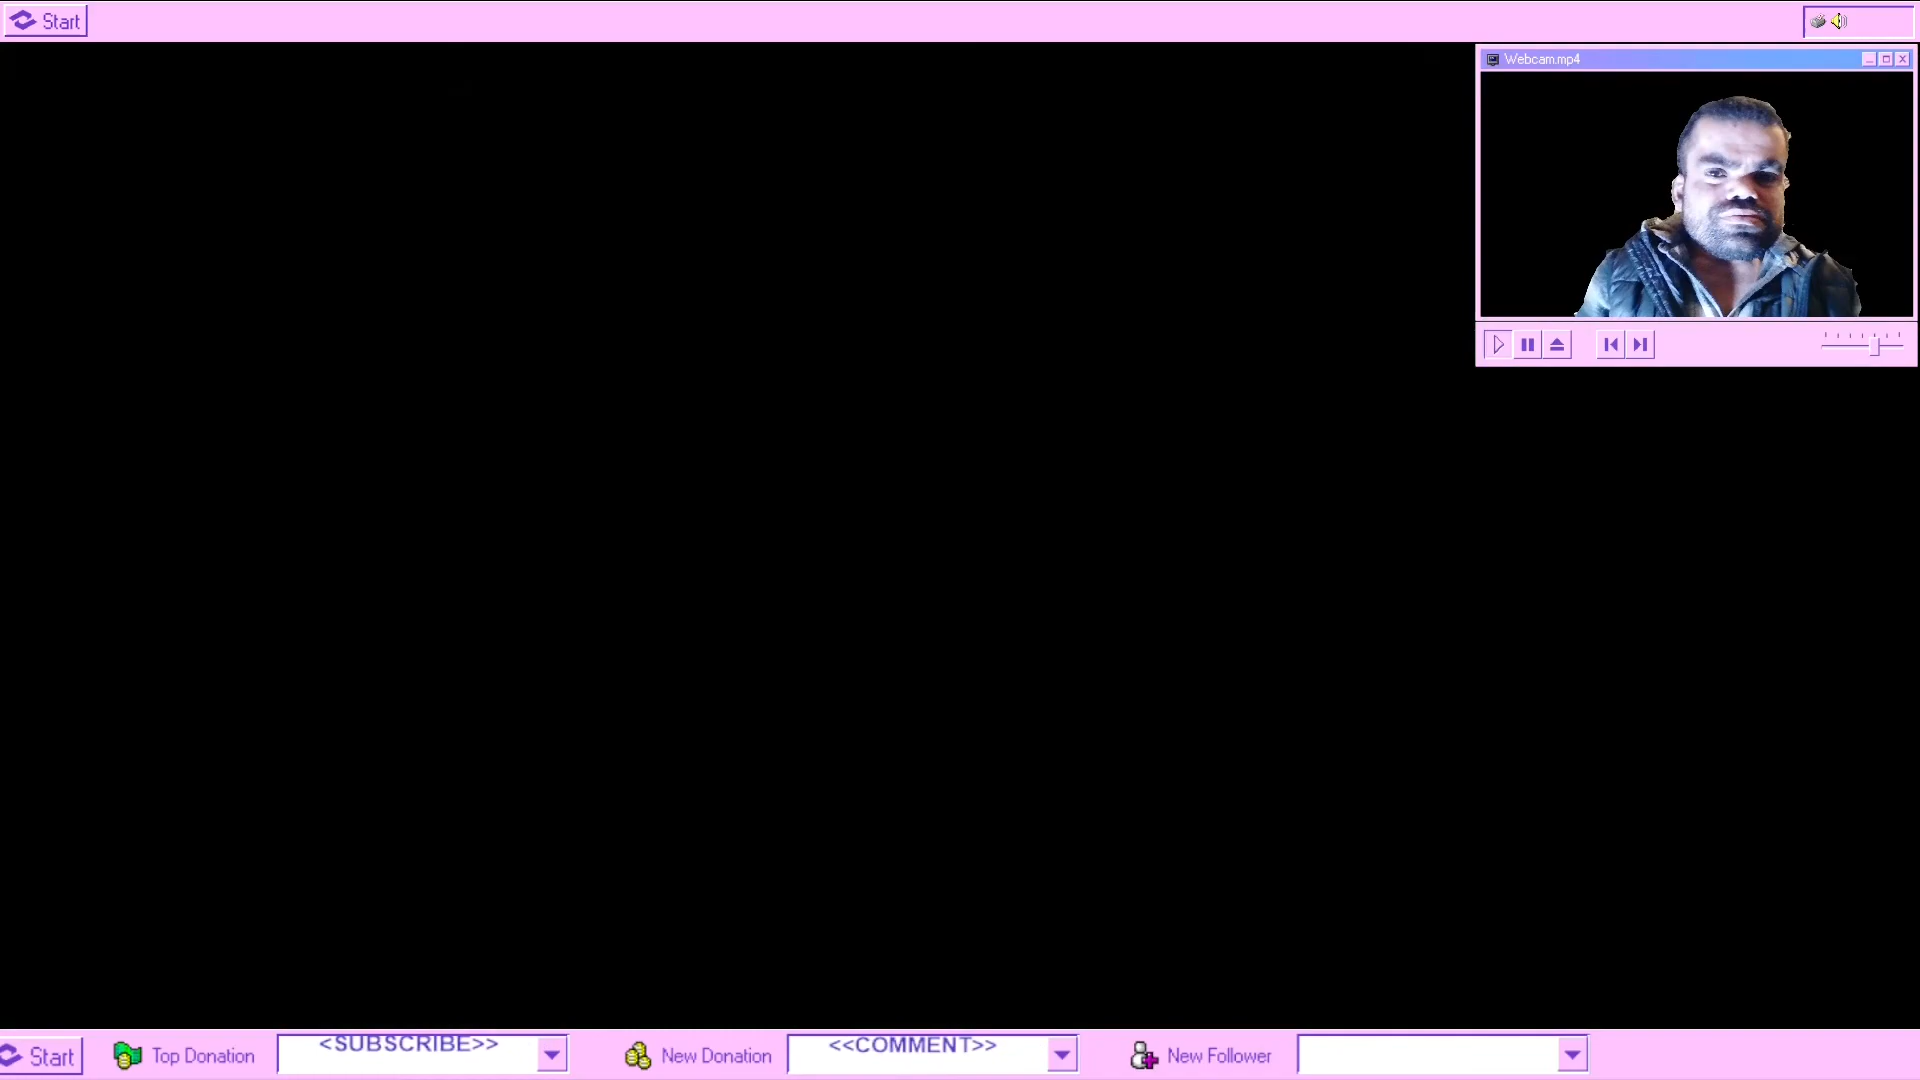 Start
Webcam.mp4
Start
Top Donation
<SUBSCRIBE>>
New Donation
<<COMMENT>>
New Follower